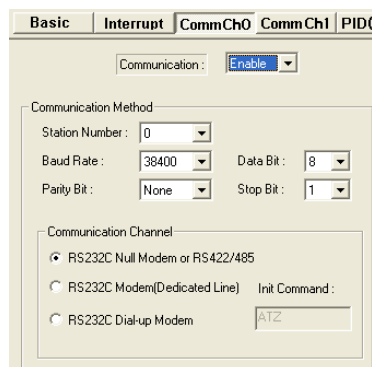 Basic Interrupt CommCh0 CommCh1 PID(
Communication : Enable
Communication Method
Station Number : 0
Baud Rate : 38400 Data Bit : 8
Parity Bit : None Stop Bit : 1
Communication Channel
RS232C Null Modem or RS422/485
RS232C Modem(Dedicated Line) Init Command :
RS232C Dial-up Modem ATZ